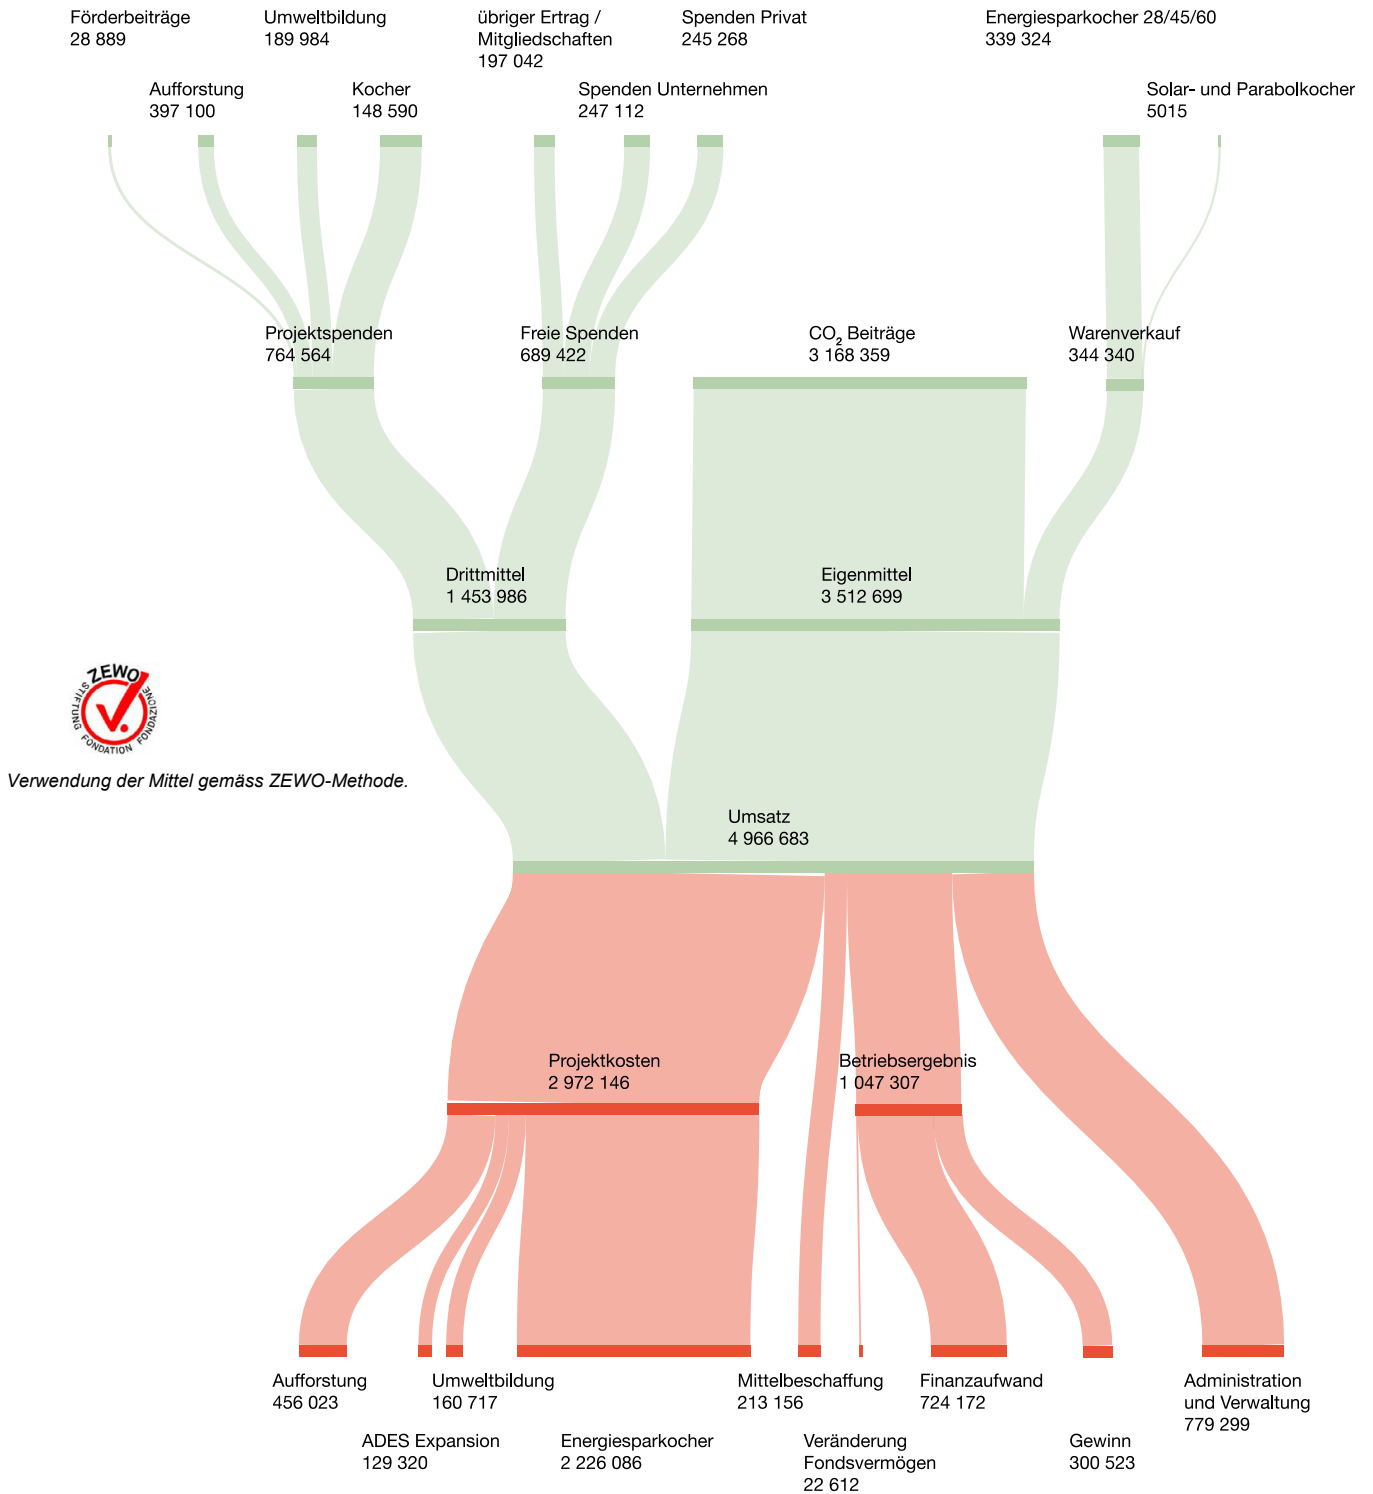 Förderbeiträge
28 889
Umweltbildung
189 984
übriger Ertrag /
Mitgliedschaften
197 042
Spenden Privat
245 268
Energiesparkocher 28/45/60
339 324
Aufforstung
397 100
Kocher
148 590
Spenden Unternehmen
247 112
Solar- und Parabolkocher
5015
Projektspenden
764 564
Freie Spenden
689 422
CO₂ Beiträge
3 168 359
Warenverkauf
344 340
Drittmittel
1 453 986
Eigenmittel
3 512 699
ZEWO
STIFTUNG FONDATION FONDAZIONE
Verwendung der Mittel gemäss ZEWO-Methode.
Umsatz
4 966 683
Projektkosten
2 972 146
Betriebsergebnis
1 047 307
Aufforstung
456 023
Umweltbildung
160 717
Mittelbeschaffung
213 156
Finanzaufwand
724 172
Administration
und Verwaltung
779 299
ADES Expansion
129 320
Energiesparkocher
2 226 086
Veränderung
Fondsvermögen
22 612
Gewinn
300 523